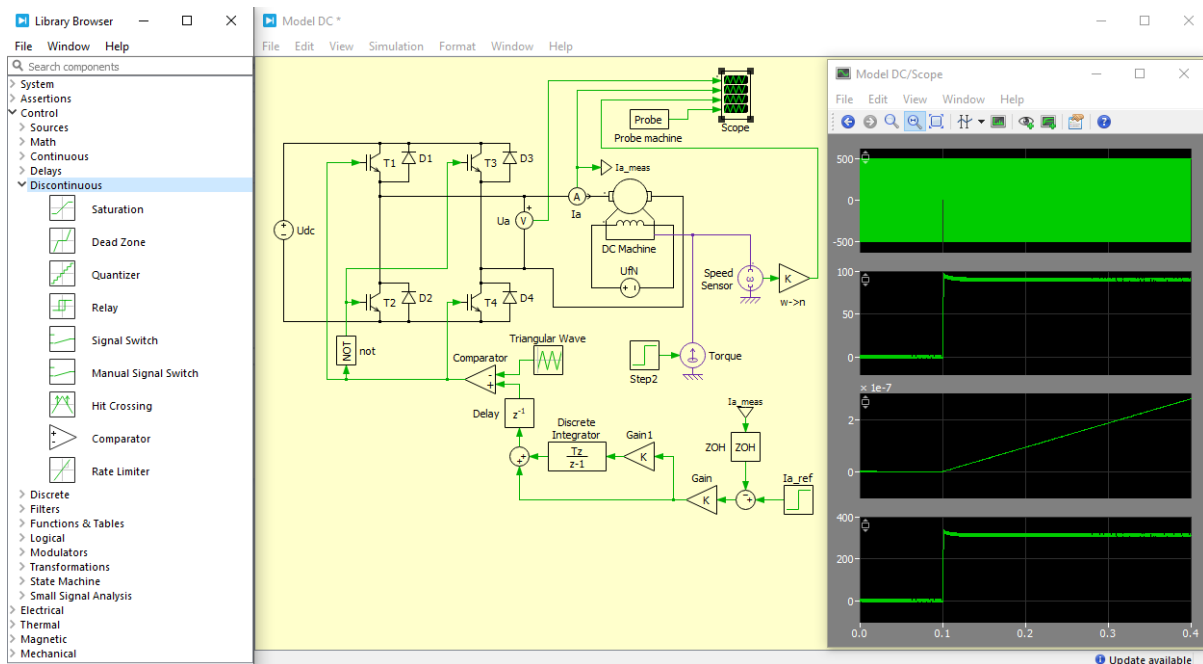 Library Browser
File Window Help
Search components
System
Assertions
Control
Sources
Math
Continuous
Delays
Discontinuous
Saturation
Dead Zone
Quantizer
Relay
Signal Switch
Manual Signal Switch
Hit Crossing
Comparator
Rate Limiter
Discrete
Filters
Functions & Tables
Logical
Modulators
Transformations
State Machine
Small Signal Analysis
Electrical
Thermal
Magnetic
Mechanical
Model DC *
File Edit View Simulation Format Window Help
Probe
Probe machine
Scope
T1
D1
T3
D3
Ia_meas
A
Ia
Udc
Ua
V
DC Machine
UfN
Speed
Sensor
ω
K
w->n
T2
D2
T4
D4
NOT
not
Triangular Wave
Comparator
Step2
Torque
Delay
z-1
Discrete
Integrator
Tz
z-1
Gain1
K
Ia_meas
ZOH
ZOH
Gain
K
Ia_ref
Model DC/Scope
File Edit View Window Help
500
0
-500
100
50
0
× 1e-7
2
0
400
200
0
0.0 0.1 0.2 0.3 0.4
Update available